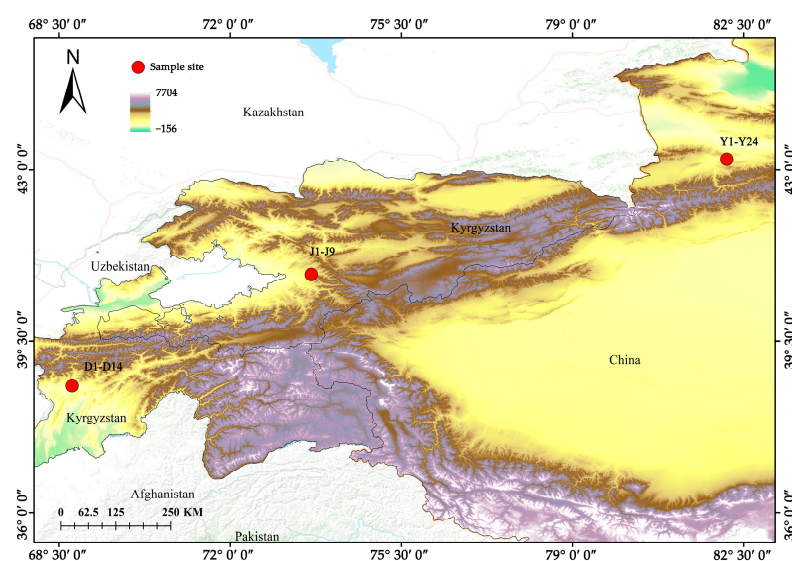 68° 30′ 0″ 72° 0′ 0″ 75° 30′ 0″ 79° 0′ 0″ 82° 30′ 0″
N
Sample site
7704
−156
Kazakhstan
Y1-Y24
43° 0′ 0″ 43° 0′ 0″
Kyrgyzstan
J1-J9
Uzbekistan
39° 30′ 0″ 39° 30′ 0″
China
D1-D14
Kyrgyzstan
Afghanistan
0 62.5 125 250 KM
36° 0′ 0″ 36° 0′ 0″
Pakistan
68° 30′ 0″ 72° 0′ 0″ 75° 30′ 0″ 79° 0′ 0″ 82° 30′ 0″